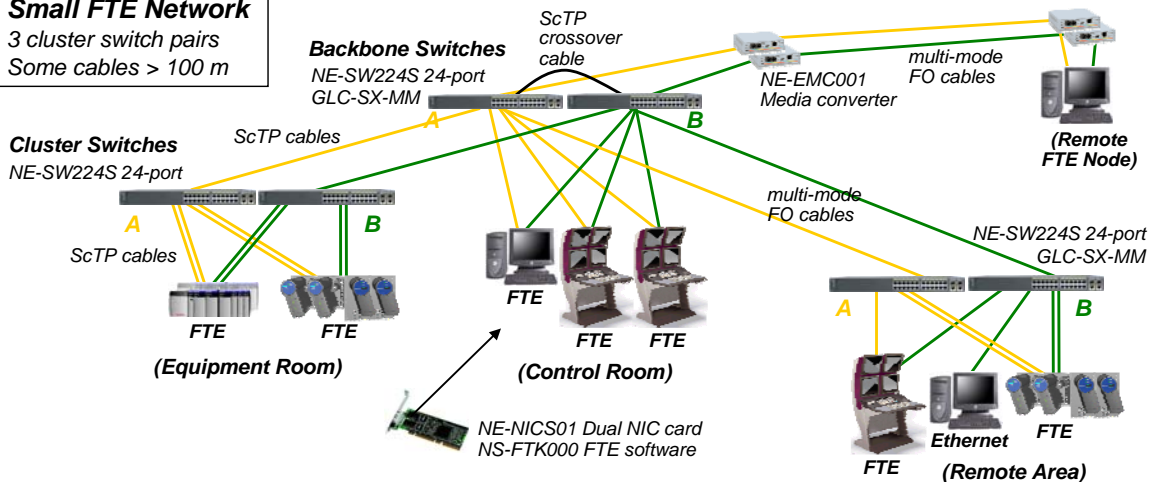 Small FTE Network
3 cluster switch pairs
Some cables > 100 m
ScTP
crossover
cable
Backbone Switches
NE-SW224S 24-port
GLC-SX-MM
A
B
NE-EMC001
Media converter
multi-mode
FO cables
(Remote
FTE Node)
Cluster Switches
NE-SW224S 24-port
ScTP cables
A
B
ScTP cables
FTE
FTE
(Equipment Room)
FTE
FTE
FTE
(Control Room)
NE-NICS01 Dual NIC card
NS-FTK000 FTE software
multi-mode
FO cables
NE-SW224S 24-port
GLC-SX-MM
A
B
FTE
Ethernet
FTE
(Remote Area)